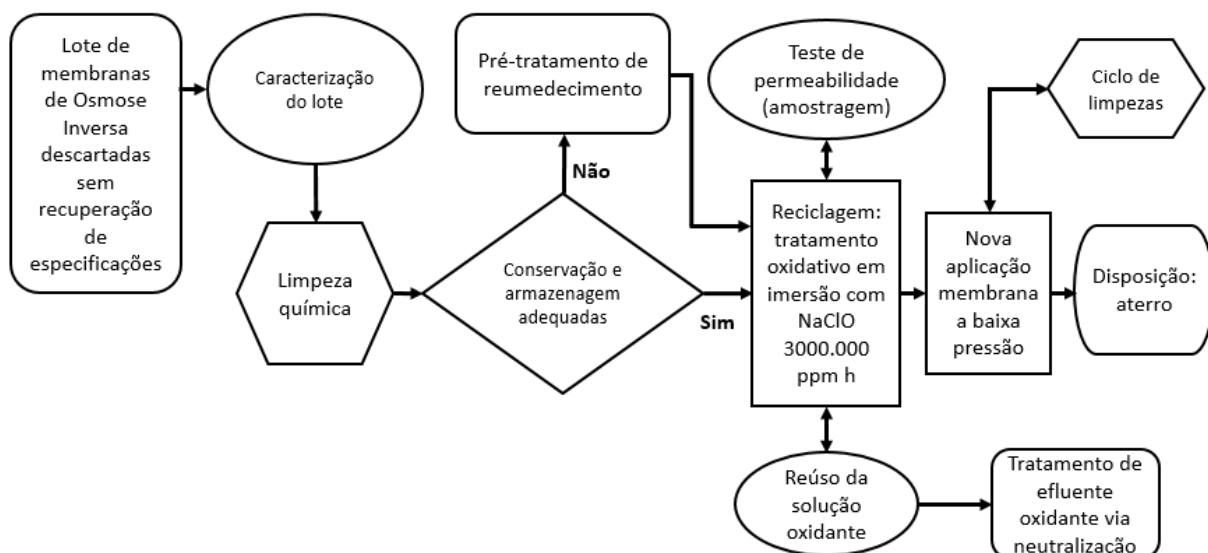 Lote de
membranas
de Osmose
Inversa
descartadas
sem
recuperação
de
especificações
Caracterização
do lote
Limpeza
química
Pré-tratamento de
reumedecimento
Não
Conservação e
armazenagem
adequadas
Sim
Teste de
permeabilidade
(amostragem)
Reciclagem:
tratamento
oxidativo em
imersão com
NaClO
3000.000
ppm h
Reúso da
solução
oxidante
Tratamento de
efluente
oxidante via
neutralização
Nova
aplicação
membrana
a baixa
pressão
Ciclo de
limpezas
Disposição:
aterro